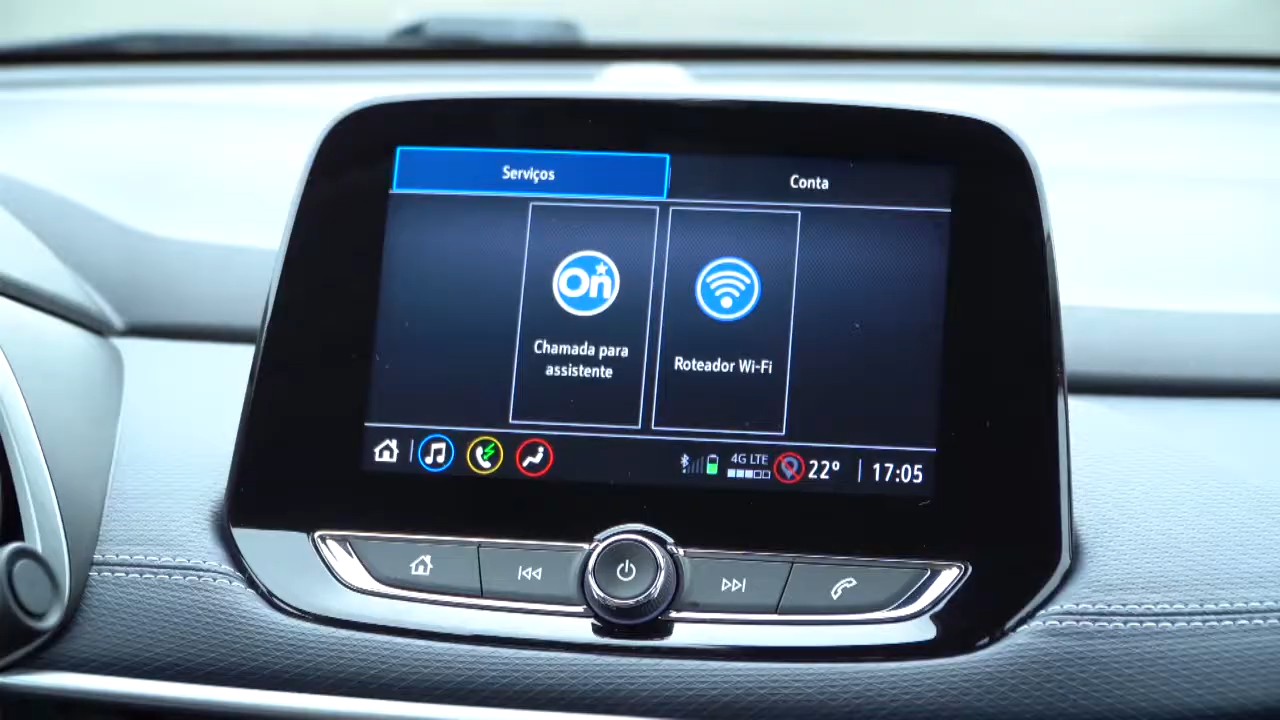 Serviços
Conta
On
Chamada para
assistente
Roteador Wi-Fi
4G LTE
22°
17:05